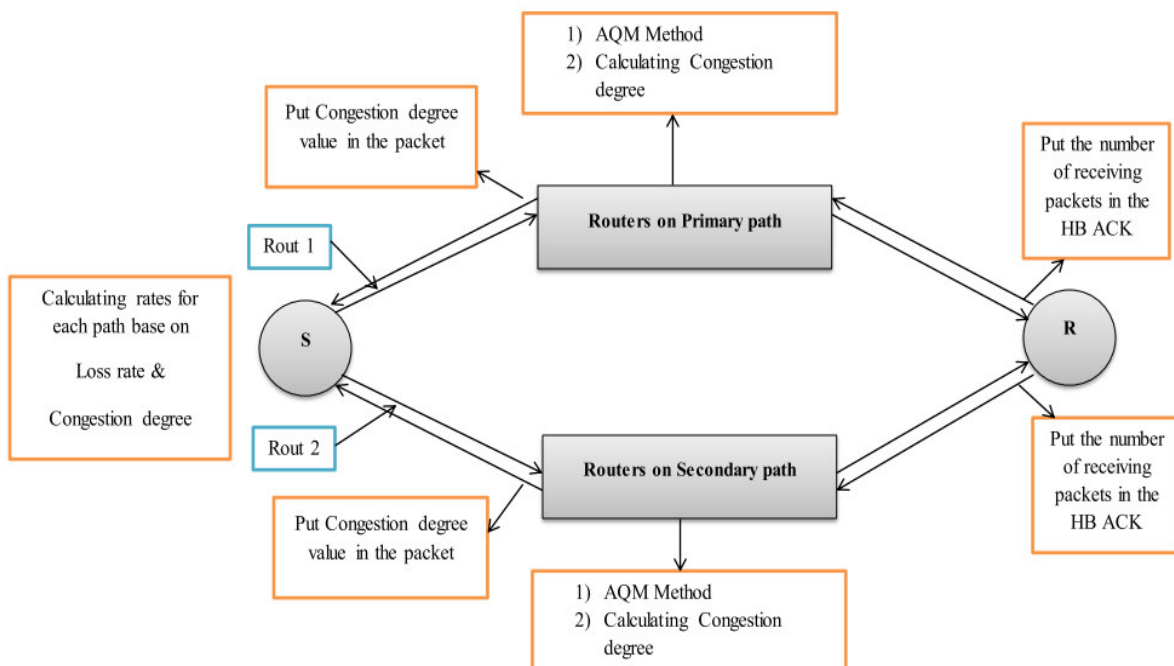 1) AQM Method
2) Calculating Congestion
degree
Put Congestion degree
value in the packet
Put the number
of receiving
packets in the
HB ACK
Routers on Primary path
Rout 1
Calculating rates for
each path base on
Loss rate &
Congestion degree
S
R
Rout 2
Routers on Secondary path
Put the number
of receiving
packets in the
HB ACK
Put Congestion degree
value in the packet
1) AQM Method
2) Calculating Congestion
degree